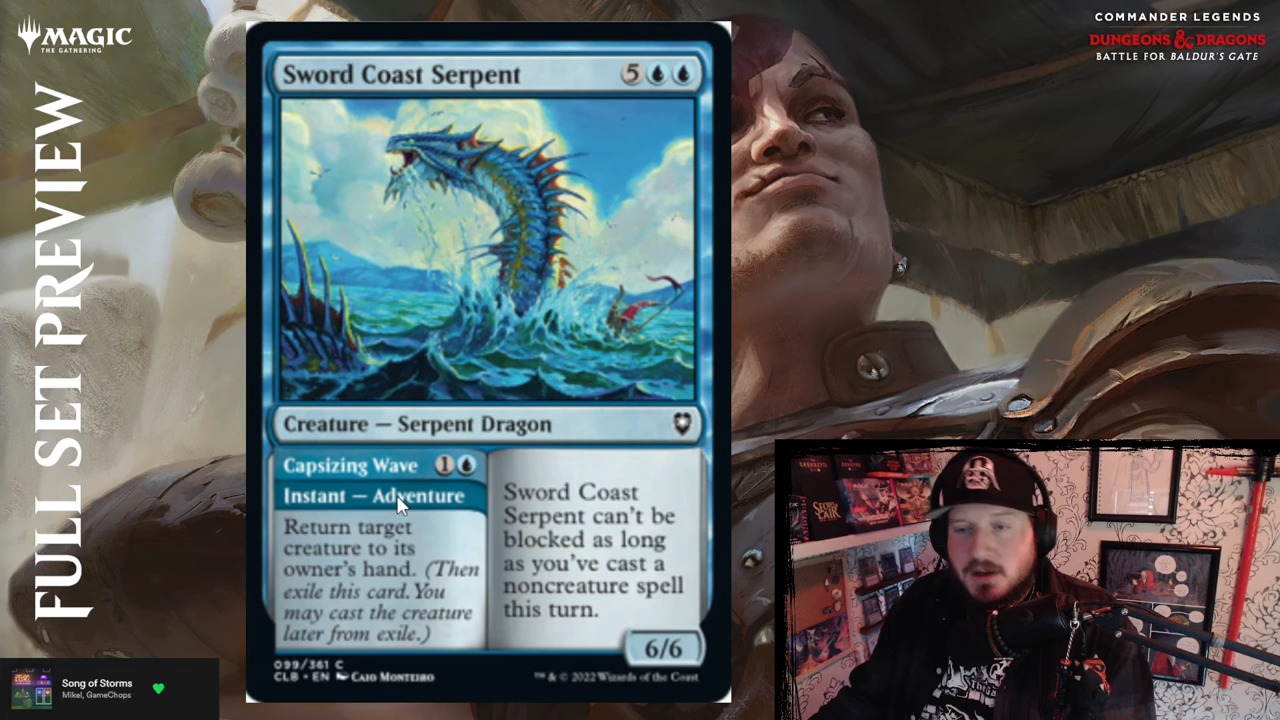 MAGIC
THE GATHERING
FULL SET PREVIEW
COMMANDER LEGENDS
DUNGEONS & DRAGONS
BATTLE FOR BALDUR'S GATE
Sword Coast Serpent 5
Creature — Serpent Dragon
Capsizing Wave 1
Instant — Adventure
Return target
creature to its
owner's hand. (Then
exile this card. You
may cast the creature
later from exile.)
Sword Coast
Serpent can't be
blocked as long
as you've cast a
noncreature spell
this turn.
6/6
099/361 C
CLB • EN CAIO MONTEIRO
™ & © 2022 Wizards of the Coast
Song of Storms
Mikel, GameChops
SECRET
LAIR